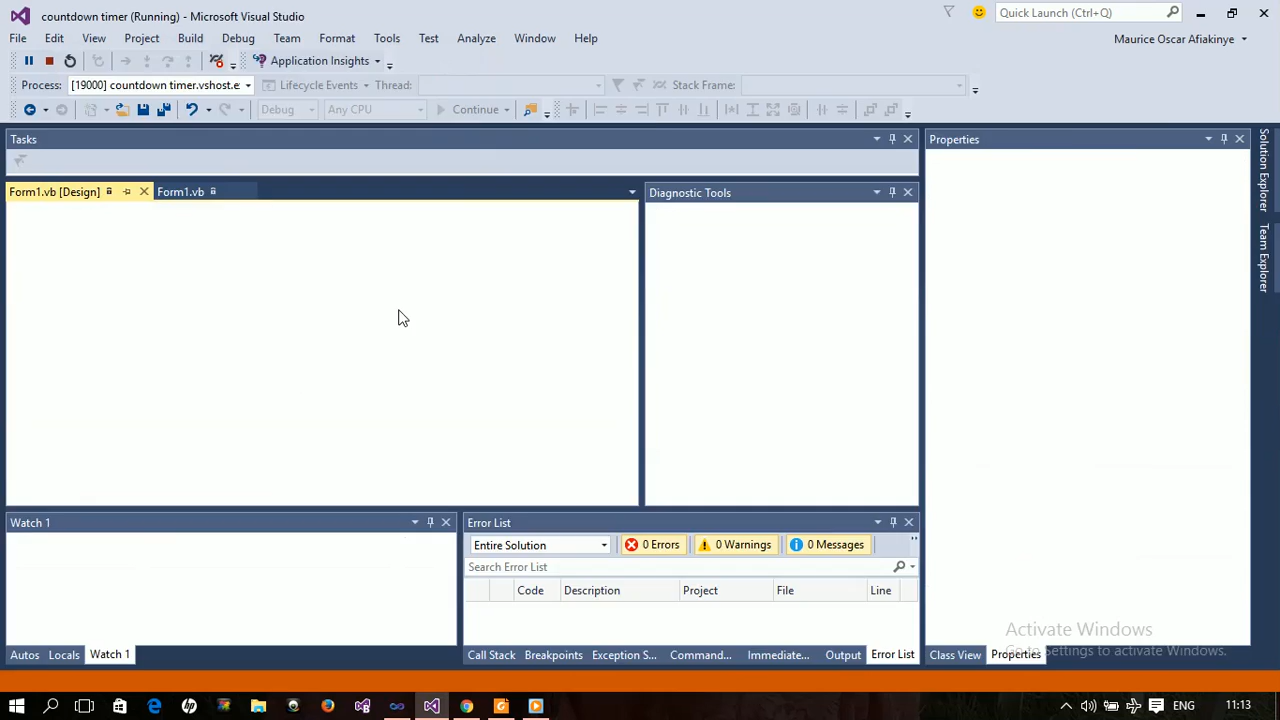 countdown timer (Running) - Microsoft Visual Studio
Quick Launch (Ctrl+Q)
File Edit View Project Build Debug Team Format Tools Test Analyze Window Help
Maurice Oscar Afiakinye
Application Insights
Process: [19000] countdown timer.vshost.e: Lifecycle Events Thread: Stack Frame:
Debug Any CPU Continue
Tasks
Properties
Form1.vb [Design] Form1.vb
Diagnostic Tools
Solution Explorer
Team Explorer
Watch 1
Error List
Entire Solution 0 Errors 0 Warnings 0 Messages
Search Error List
Code Description Project File Line
Activate Windows
Go to Settings to activate Windows.
Autos Locals Watch 1
Call Stack Breakpoints Exception S... Command... Immediate... Output Error List
Class View Properties
ENG 11:13